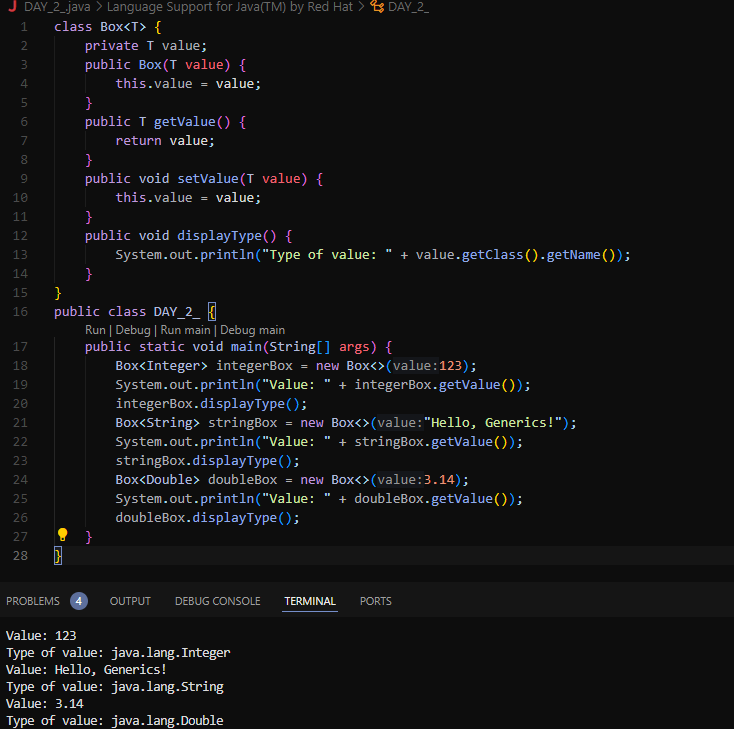 DAY_2_.java > Language Support for Java(TM) by Red Hat > DAY_2_
1 class Box<T> {
2     private T value;
3     public Box(T value) {
4         this.value = value;
5     }
6     public T getValue() {
7         return value;
8     }
9     public void setValue(T value) {
10         this.value = value;
11     }
12     public void displayType() {
13         System.out.println("Type of value: " + value.getClass().getName());
14     }
15 }
16 public class DAY_2_ {
Run | Debug | Run main | Debug main
17     public static void main(String[] args) {
18         Box<Integer> integerBox = new Box<>(value:123);
19         System.out.println("Value: " + integerBox.getValue());
20         integerBox.displayType();
21         Box<String> stringBox = new Box<>(value:"Hello, Generics!");
22         System.out.println("Value: " + stringBox.getValue());
23         stringBox.displayType();
24         Box<Double> doubleBox = new Box<>(value:3.14);
25         System.out.println("Value: " + doubleBox.getValue());
26         doubleBox.displayType();
27     }
28 }
PROBLEMS 4 OUTPUT DEBUG CONSOLE TERMINAL PORTS
Value: 123
Type of value: java.lang.Integer
Value: Hello, Generics!
Type of value: java.lang.String
Value: 3.14
Type of value: java.lang.Double